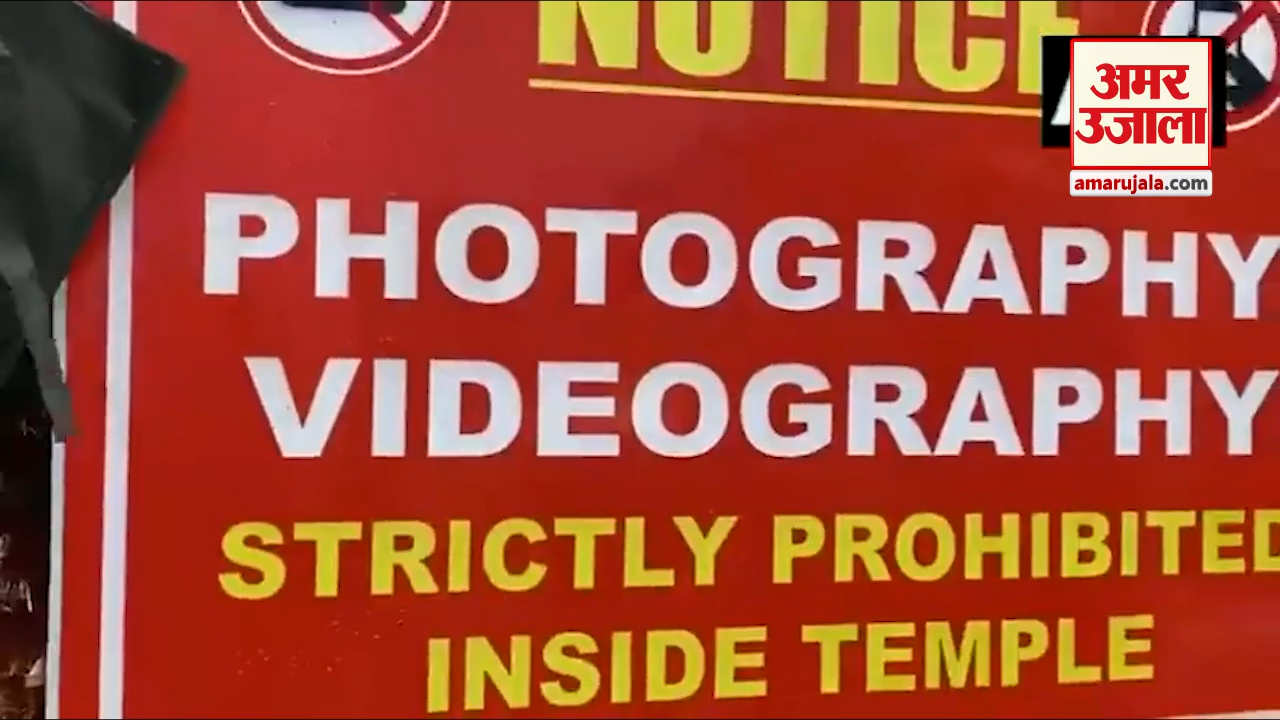 NOTICE
अमर
उजाला
amarujala.com
PHOTOGRAPHY
VIDEOGRAPHY
STRICTLY PROHIBITED
INSIDE TEMPLE